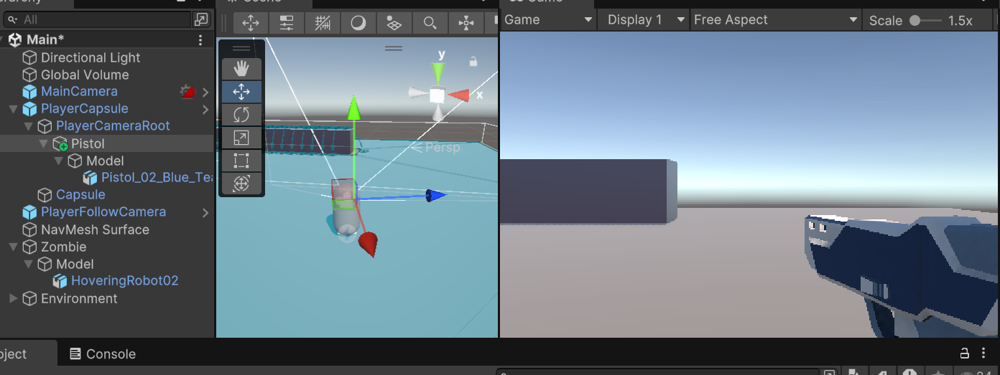 Game
All
Game
Display 1
Free Aspect
Scale
1.5x
Main*
Directional Light
Global Volume
MainCamera
PlayerCapsule
PlayerCameraRoot
Pistol
Model
Pistol_02_Blue_Tea
Capsule
PlayerFollowCamera
NavMesh Surface
Zombie
Model
HoveringRobot02
Environment
y
x
Persp
Console